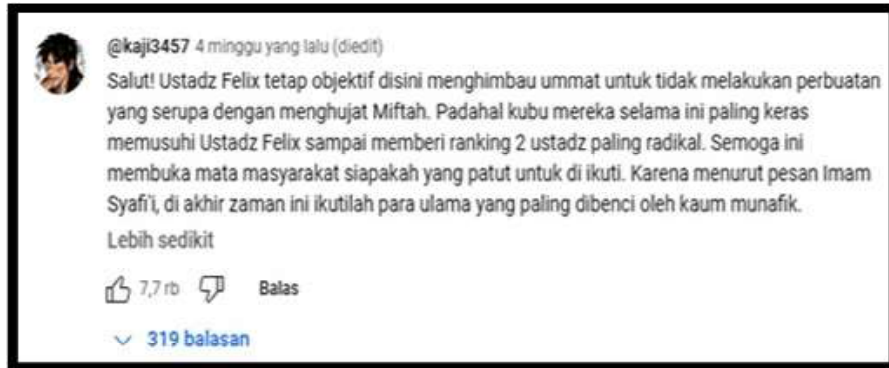 @kaji3457 4 minggu yang lalu (diedit)
Salut! Ustadz Felix tetap objektif disini menghimbau ummat untuk tidak melakukan perbuatan
yang serupa dengan menghujat Miftah. Padahal kubu mereka selama ini paling keras
memusuhi Ustadz Felix sampai memberi ranking 2 ustadz paling radikal. Semoga ini
membuka mata masyarakat siapakah yang patut untuk di ikuti. Karena menurut pesan Imam
Syafi'i, di akhir zaman ini ikutilah para ulama yang paling dibenci oleh kaum munafik.
Lebih sedikit
7,7 rb Balas
319 balasan